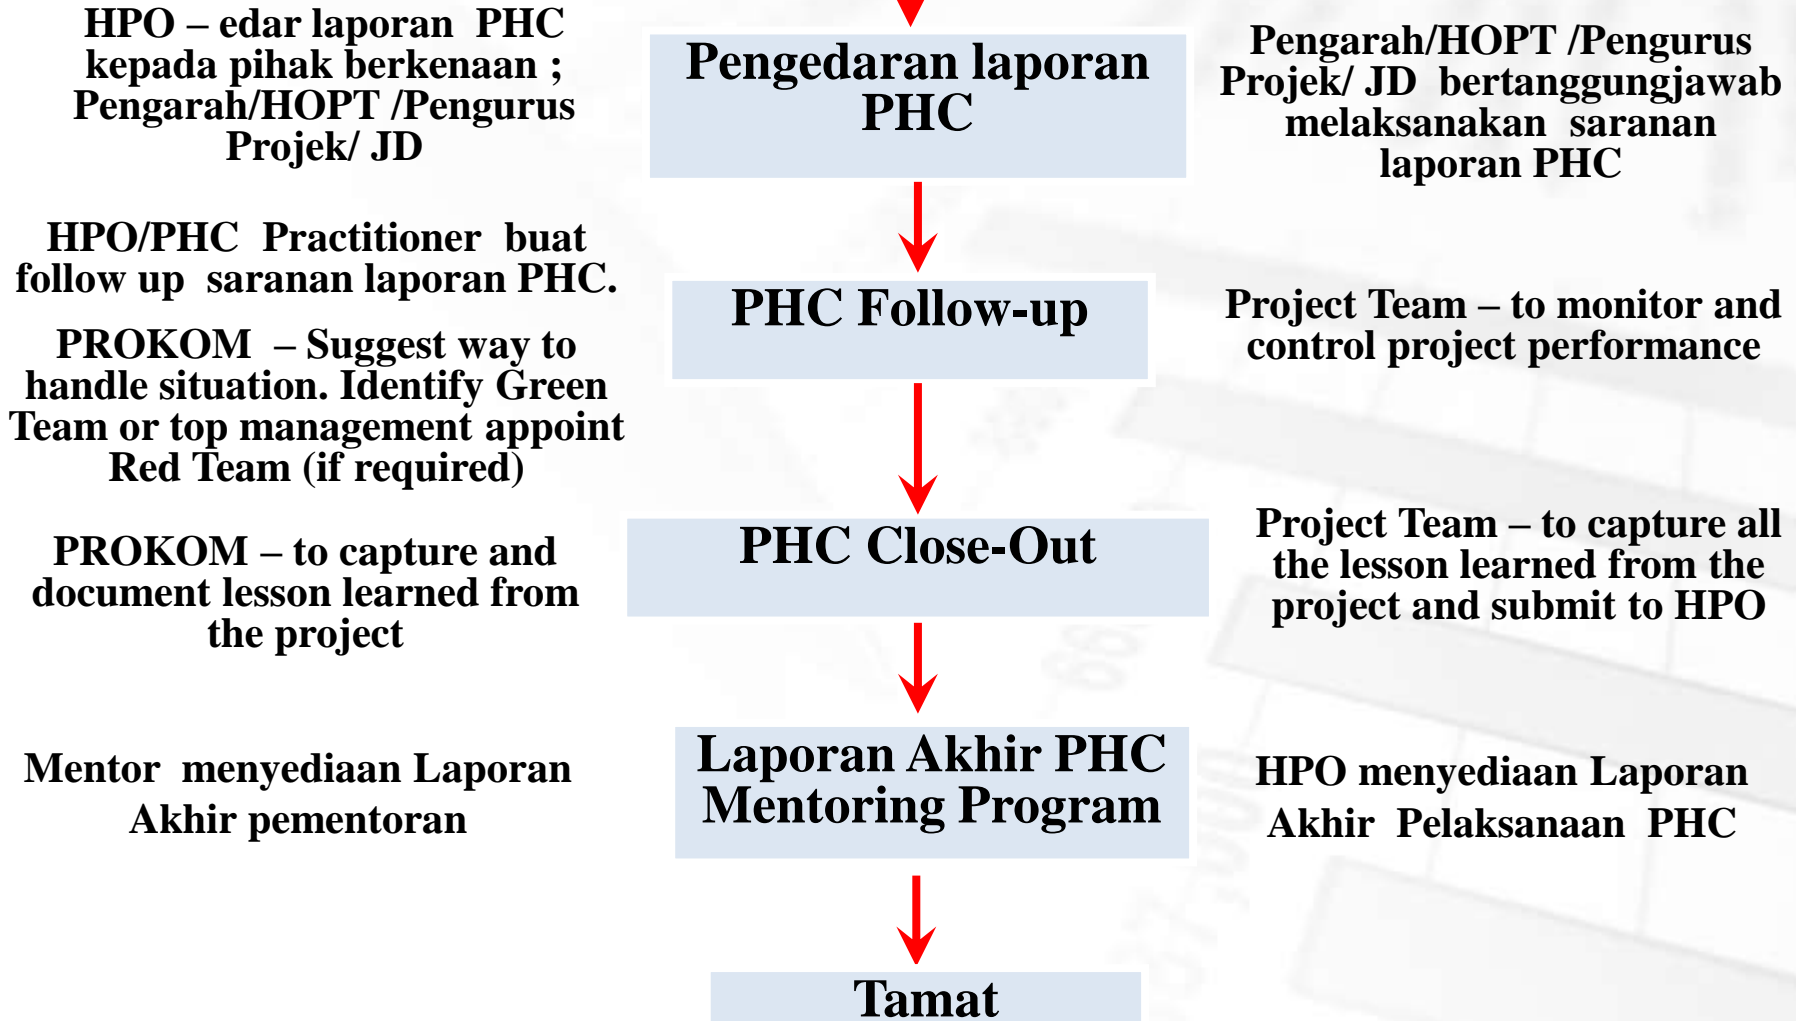 HPO – edar laporan PHC
kepada pihak berkenaan ;
Pengarah/HOPT /Pengurus
Projek/ JD
Pengedaran laporan
PHC
Pengarah/HOPT /Pengurus
Projek/ JD bertanggungjawab
melaksanakan saranan
laporan PHC
HPO/PHC Practitioner buat
follow up saranan laporan PHC.
PROKOM – Suggest way to
handle situation. Identify Green
Team or top management appoint
Red Team (if required)
PHC Follow-up
Project Team – to monitor and
control project performance
PROKOM – to capture and
document lesson learned from
the project
PHC Close-Out
Project Team – to capture all
the lesson learned from the
project and submit to HPO
Mentor menyediaan Laporan
Akhir pementoran
Laporan Akhir PHC
Mentoring Program
HPO menyediaan Laporan
Akhir Pelaksanaan PHC
Tamat